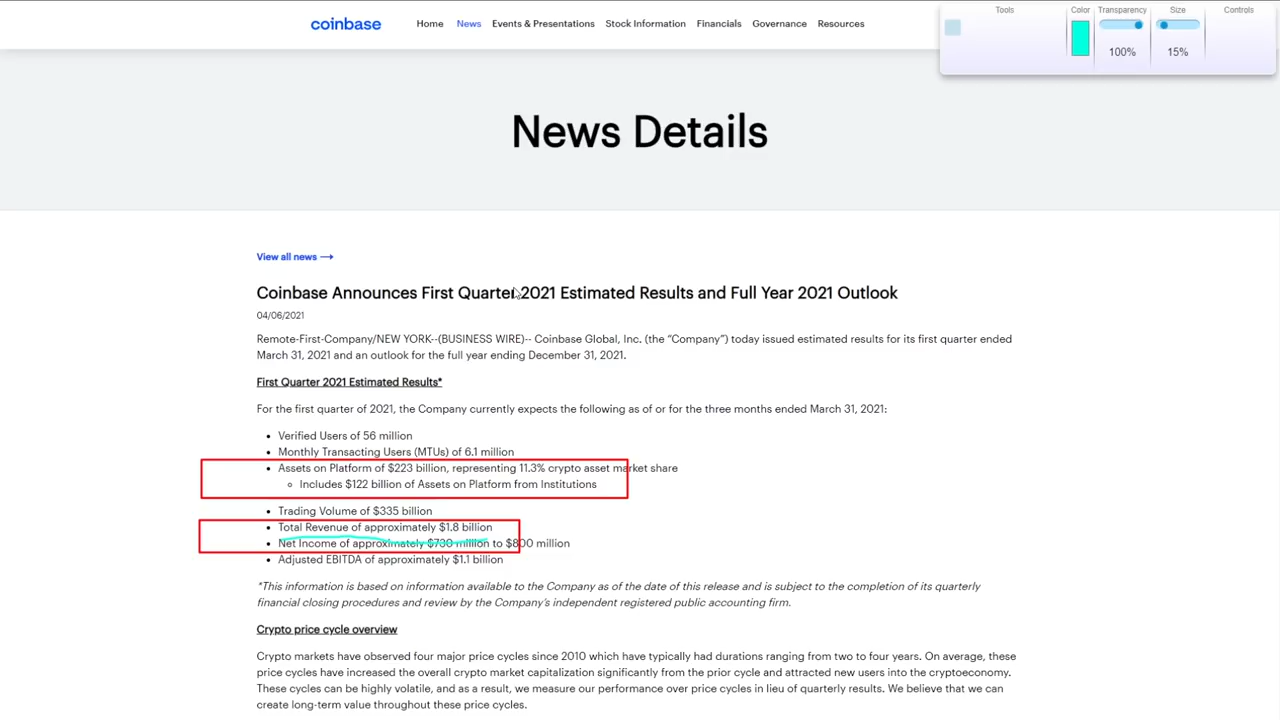 coinbase Home News Events & Presentations Stock Information Financials Governance Resources
Tools Color Transparency Size Controls
100% 15%
News Details
View all news →
Coinbase Announces First Quarter 2021 Estimated Results and Full Year 2021 Outlook
04/06/2021
Remote-First-Company/NEW YORK--(BUSINESS WIRE)-- Coinbase Global, Inc. (the “Company”) today issued estimated results for its first quarter ended
March 31, 2021 and an outlook for the full year ending December 31, 2021.
First Quarter 2021 Estimated Results*
For the first quarter of 2021, the Company currently expects the following as of or for the three months ended March 31, 2021:
• Verified Users of 56 million
• Monthly Transacting Users (MTUs) of 6.1 million
• Assets on Platform of $223 billion, representing 11.3% crypto asset market share
◦ Includes $122 billion of Assets on Platform from Institutions
• Trading Volume of $335 billion
• Total Revenue of approximately $1.8 billion
• Net Income of approximately $730 million to $800 million
• Adjusted EBITDA of approximately $1.1 billion
*This information is based on information available to the Company as of the date of this release and is subject to the completion of its quarterly
financial closing procedures and review by the Company’s independent registered public accounting firm.
Crypto price cycle overview
Crypto markets have observed four major price cycles since 2010 which have typically had durations ranging from two to four years. On average, these
price cycles have increased the overall crypto market capitalization significantly from the prior cycle and attracted new users into the cryptoeconomy.
These cycles can be highly volatile, and as a result, we measure our performance over price cycles in lieu of quarterly results. We believe that we can
create long-term value throughout these price cycles.